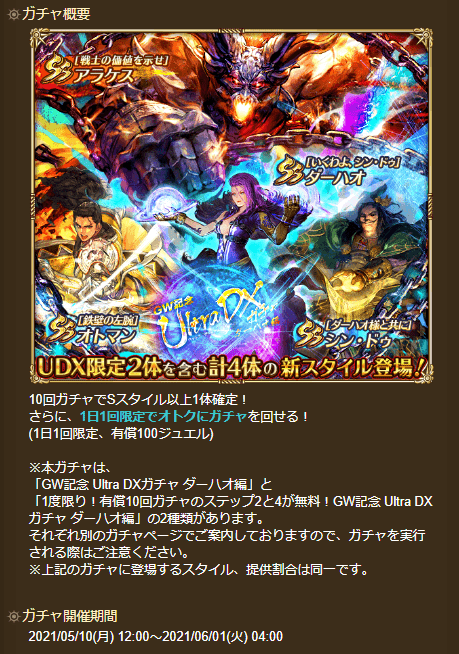 ガチャ概要
SS [戦士の価値を示せ]
アラケス
SS [いくわよ、シン・ドゥ]
ダーハオ
SS [鉄壁の左腕]
オトマン
GW記念
Ultra DX
SS [ダーハオ様と共に]
シン・ドゥ
UDX限定2体を含む計4体の新スタイル登場!
10回ガチャでSスタイル以上1体確定!
さらに、1日1回限定でオトクにガチャを回せる!
(1日1回限定、有償100ジュエル)
※本ガチャは、
「GW記念 Ultra DXガチャ ダーハオ編」と
「1度限り!有償10回ガチャのステップ2と4が無料!GW記念 Ultra DX
ガチャ ダーハオ編」の2種類があります。
それぞれ別のガチャページでご案内しておりますので、ガチャを実行
される際はご注意ください。
※上記のガチャに登場するスタイル、提供割合は同一です。
ガチャ開催期間
2021/05/10(月) 12:00~2021/06/01(火) 04:00